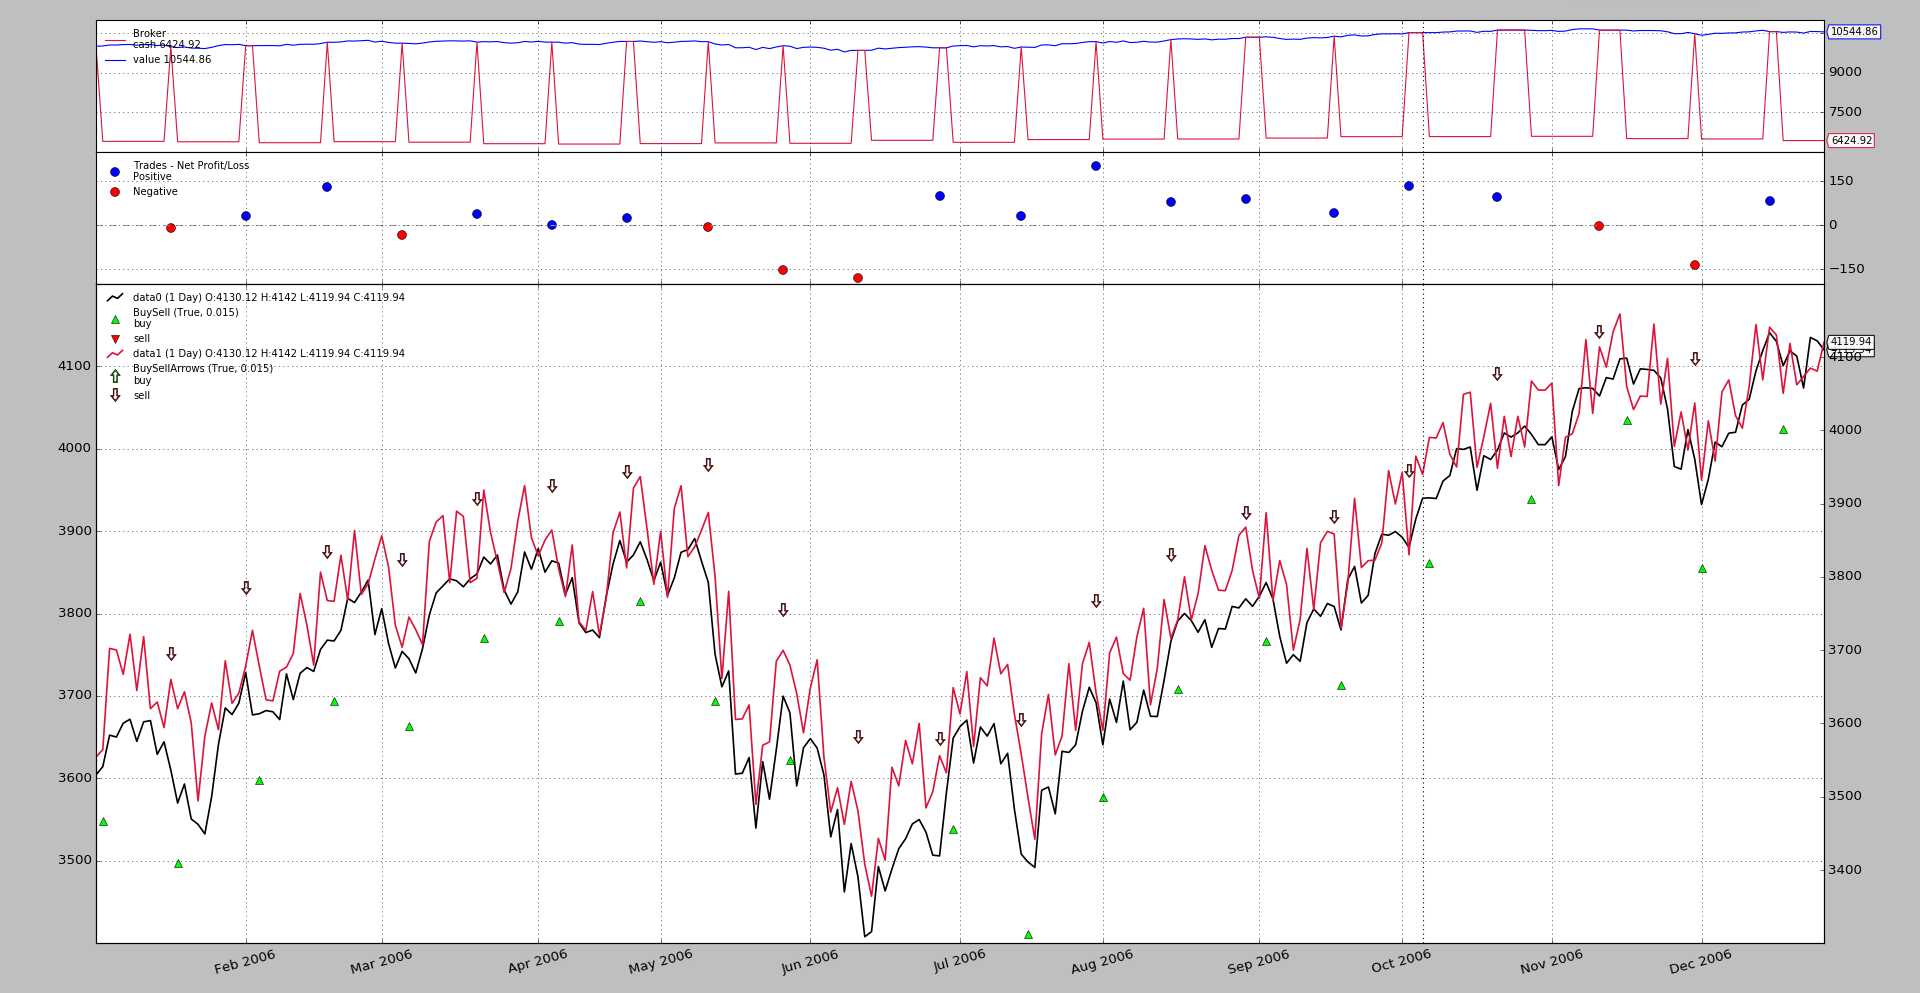 Broker
cash 6424.92
value 10544.86
10544.86
9000
7500
6424.92
Trades - Net Profit/Loss
Positive
Negative
150
0
−150
data0 (1 Day) O:4130.12 H:4142 L:4119.94 C:4119.94
BuySell (True, 0.015)
buy
sell
data1 (1 Day) O:4130.12 H:4142 L:4119.94 C:4119.94
BuySellArrows (True, 0.015)
buy
sell
4100
4000
3900
3800
3700
3600
3500
4119.94
4100
4000
3900
3800
3700
3600
3500
3400
Feb 2006
Mar 2006
Apr 2006
May 2006
Jun 2006
Jul 2006
Aug 2006
Sep 2006
Oct 2006
Nov 2006
Dec 2006